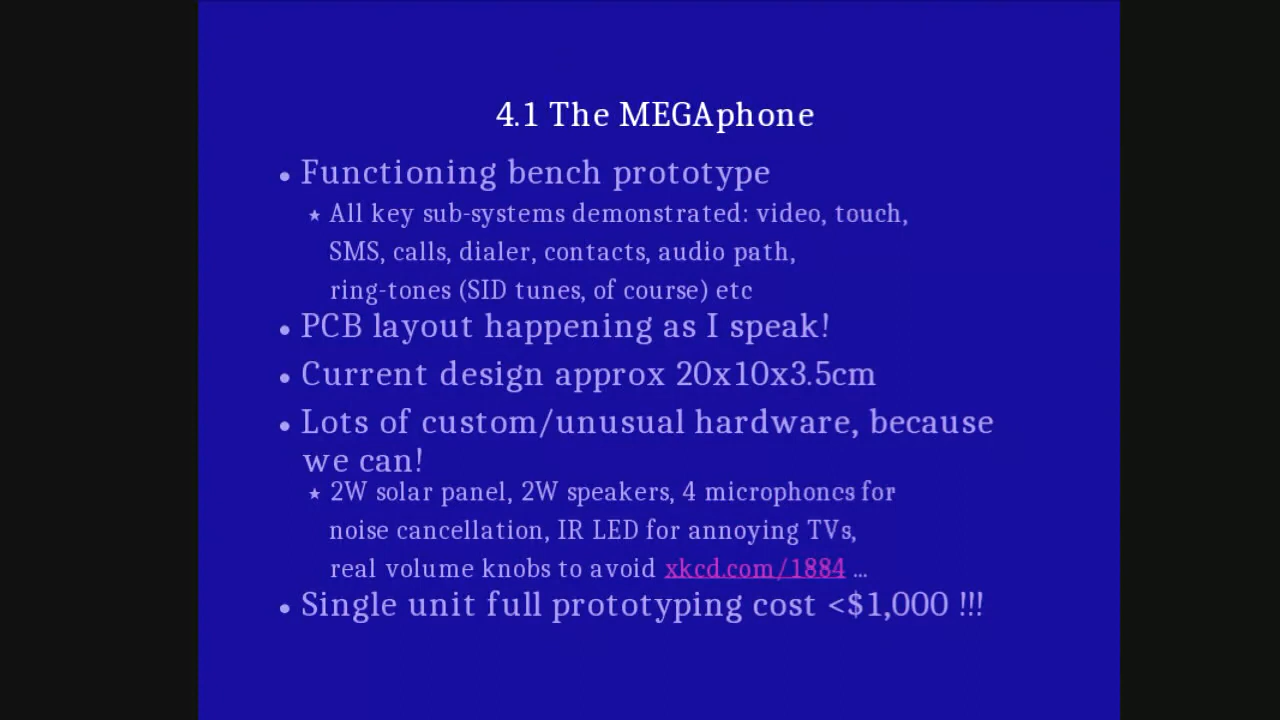 4.1 The MEGAphone
• Functioning bench prototype
★ All key sub-systems demonstrated: video, touch,
SMS, calls, dialer, contacts, audio path,
ring-tones (SID tunes, of course) etc
• PCB layout happening as I speak!
• Current design approx 20x10x3.5cm
• Lots of custom/unusual hardware, because
we can!
★ 2W solar panel, 2W speakers, 4 microphones for
noise cancellation, IR LED for annoying TVs,
real volume knobs to avoid xkcd.com/1884 ...
• Single unit full prototyping cost <$1,000 !!!